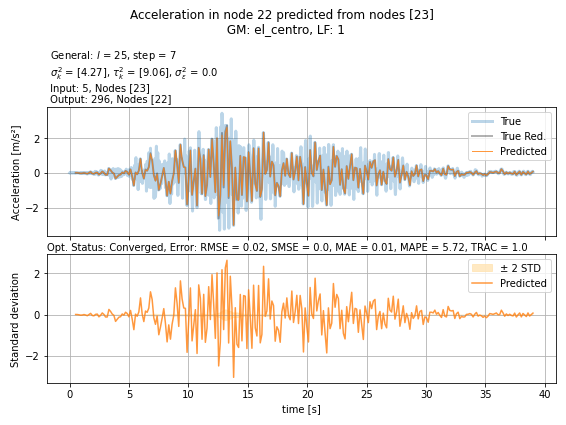 Acceleration in node 22 predicted from nodes [23]
GM: el_centro, LF: 1
General: l = 25, step = 7
σ²ₖ = [4.27], τ²ₖ = [9.06], σ²_ε = 0.0
Input: 5, Nodes [23]
Output: 296, Nodes [22]
Acceleration [m/s²]
2
0
−2
True
True Red.
Predicted
Opt. Status: Converged, Error: RMSE = 0.02, SMSE = 0.0, MAE = 0.01, MAPE = 5.72, TRAC = 1.0
Standard deviation
2
0
−2
± 2 STD
Predicted
0 5 10 15 20 25 30 35 40
time [s]